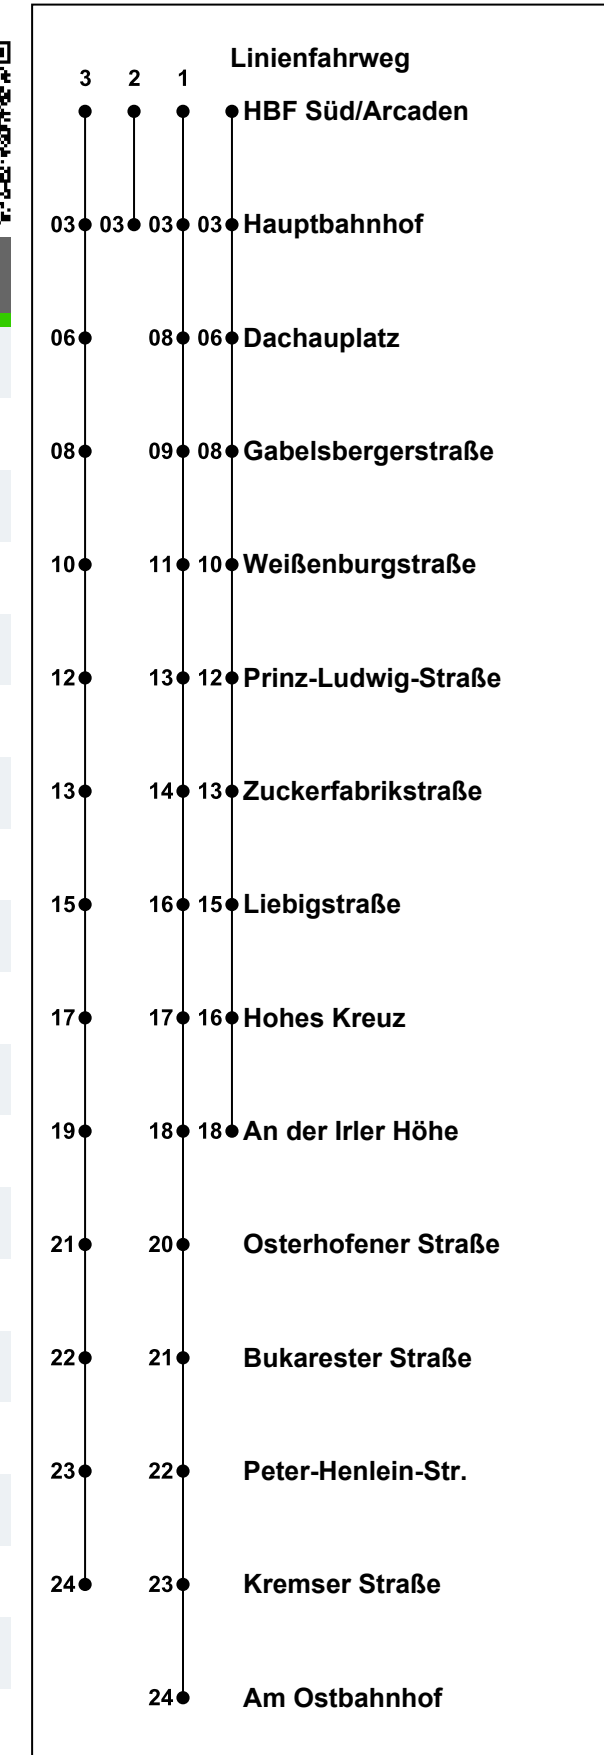 Linienfahrweg
3 2 1
HBF Süd/Arcaden
03 03 03 03 Hauptbahnhof
06 08 06 Dachauplatz
08 09 08 Gabelsbergerstraße
10 11 10 Weißenburgstraße
12 13 12 Prinz-Ludwig-Straße
13 14 13 Zuckerfabrikstraße
15 16 15 Liebigstraße
17 17 16 Hohes Kreuz
19 18 18 An der Irler Höhe
21 20 Osterhofener Straße
22 21 Bukarester Straße
23 22 Peter-Henlein-Str.
24 23 Kremser Straße
24 Am Ostbahnhof